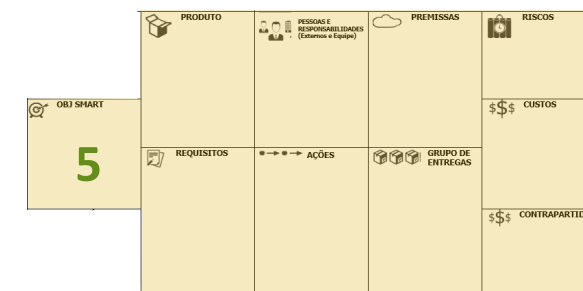 PRODUTO
PESSOAS E
RESPONSABILIDADES
(Externos e Equipe)
PREMISSAS
RISCOS
OBJ SMART
5
$$$ CUSTOS
REQUISITOS
AÇÕES
GRUPO DE
ENTREGAS
$$$ CONTRAPARTID